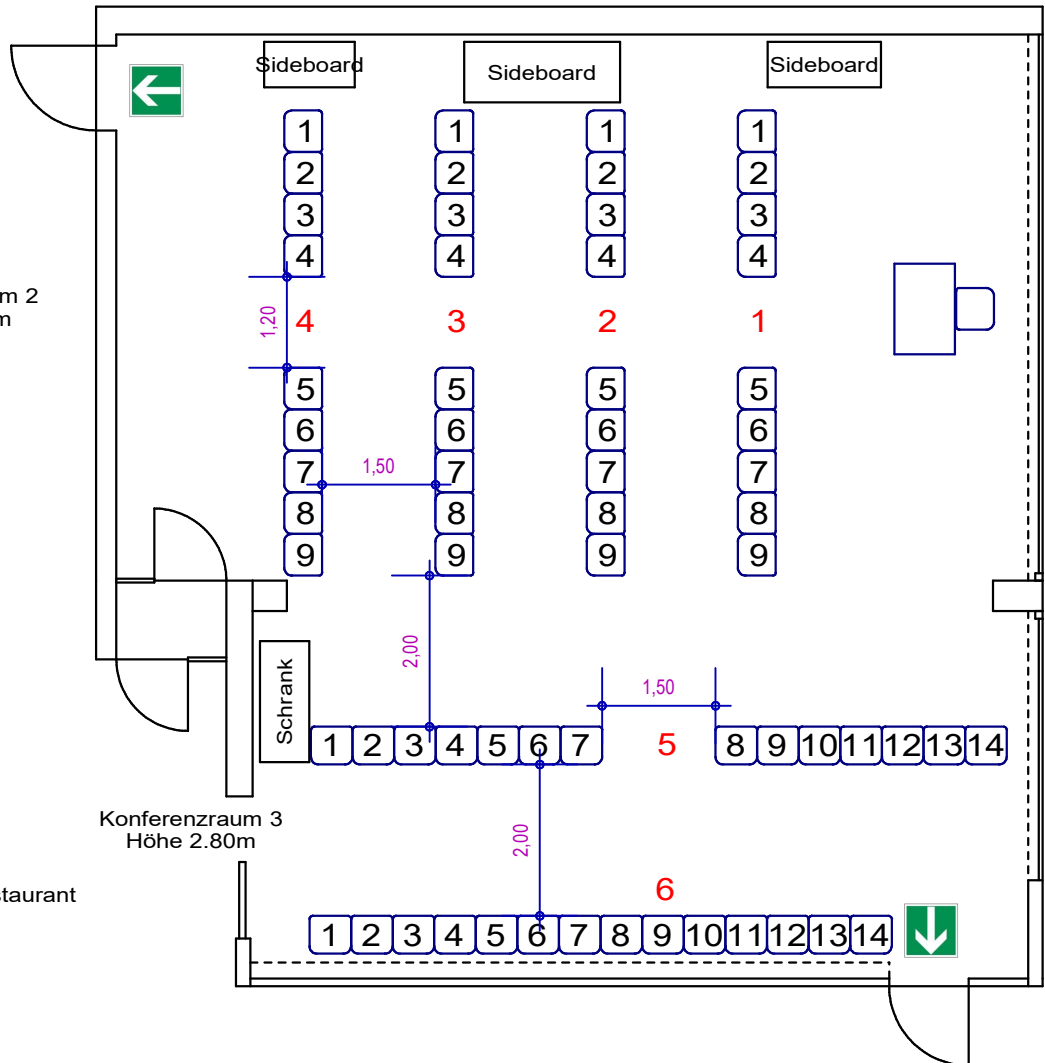 Sideboard Sideboard Sideboard
1 1 1 1
2 2 2 2
3 3 3 3
4 4 4 4
m 2
m
1,20 4 3 2 1
5 5 5 5
6 6 6 6
1,50
7 7 7 7
8 8 8 8
9 9 9 9
2,00
Schrank
1,50
1 2 3 4 5 6 7 5 8 9 10 11 12 13 14
Konferenzraum 3
Höhe 2.80m
2,00
staurant
6
1 2 3 4 5 6 7 8 9 10 11 12 13 14